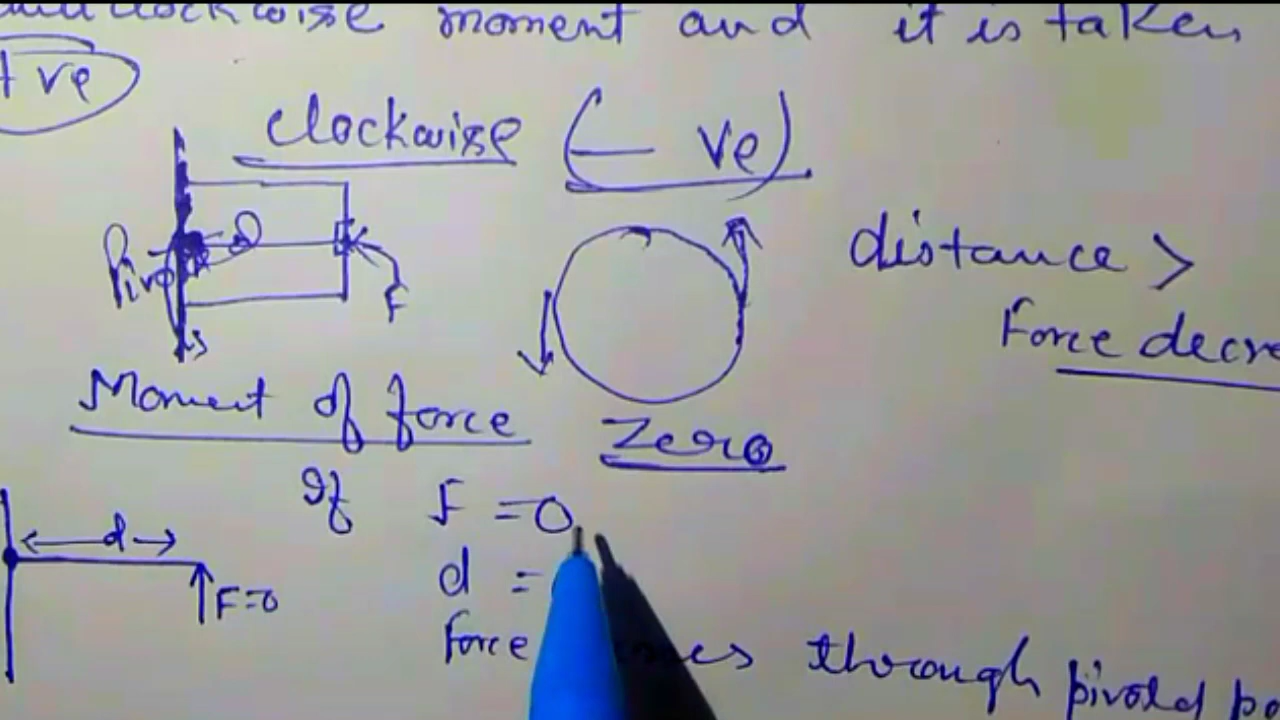 clockwise moment and it is taken
+ve
clockwise (- ve)
Pivot
F
distance >
Force decre
Moment of force Zero
If F = 0
d =
d
F=0
force
through pivoted